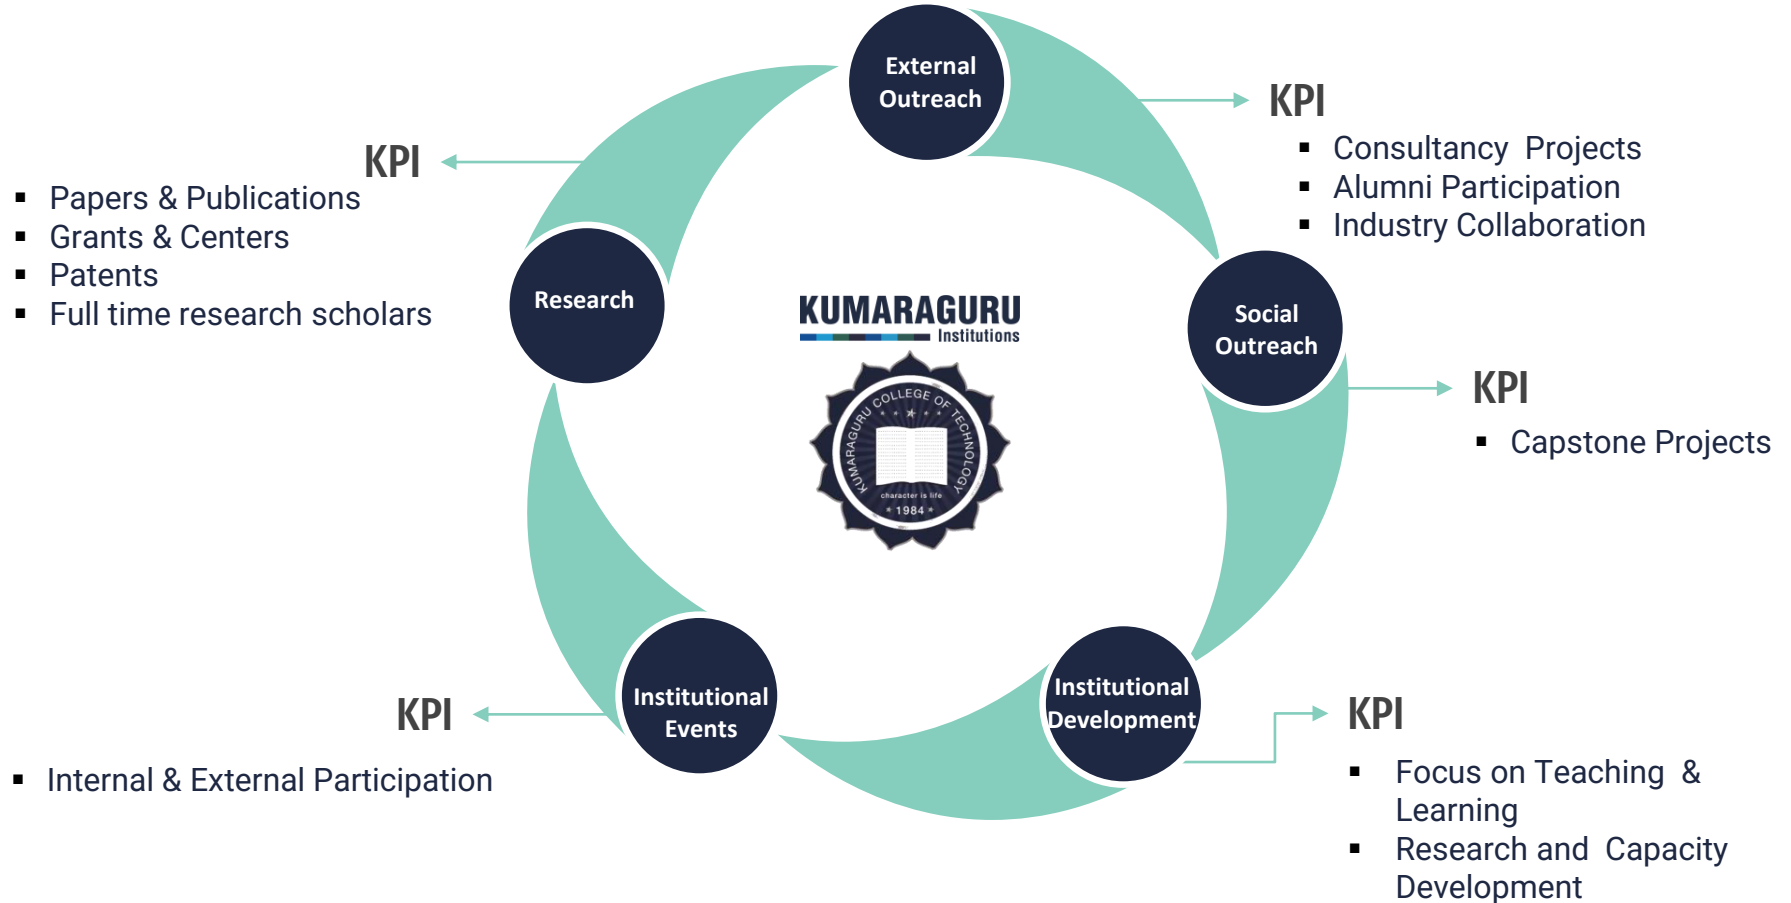 External
Outreach
KPI
▪ Consultancy Projects
▪ Alumni Participation
▪ Industry Collaboration
Social
Outreach
KPI
▪ Capstone Projects
Institutional
Development
KPI
▪ Focus on Teaching &
Learning
▪ Research and Capacity
Development
Institutional
Events
KPI
▪ Internal & External Participation
Research
KPI
▪ Papers & Publications
▪ Grants & Centers
▪ Patents
▪ Full time research scholars
KUMARAGURU
Institutions
KUMARAGURU COLLEGE OF TECHNOLOGY
character is life
* 1984 *